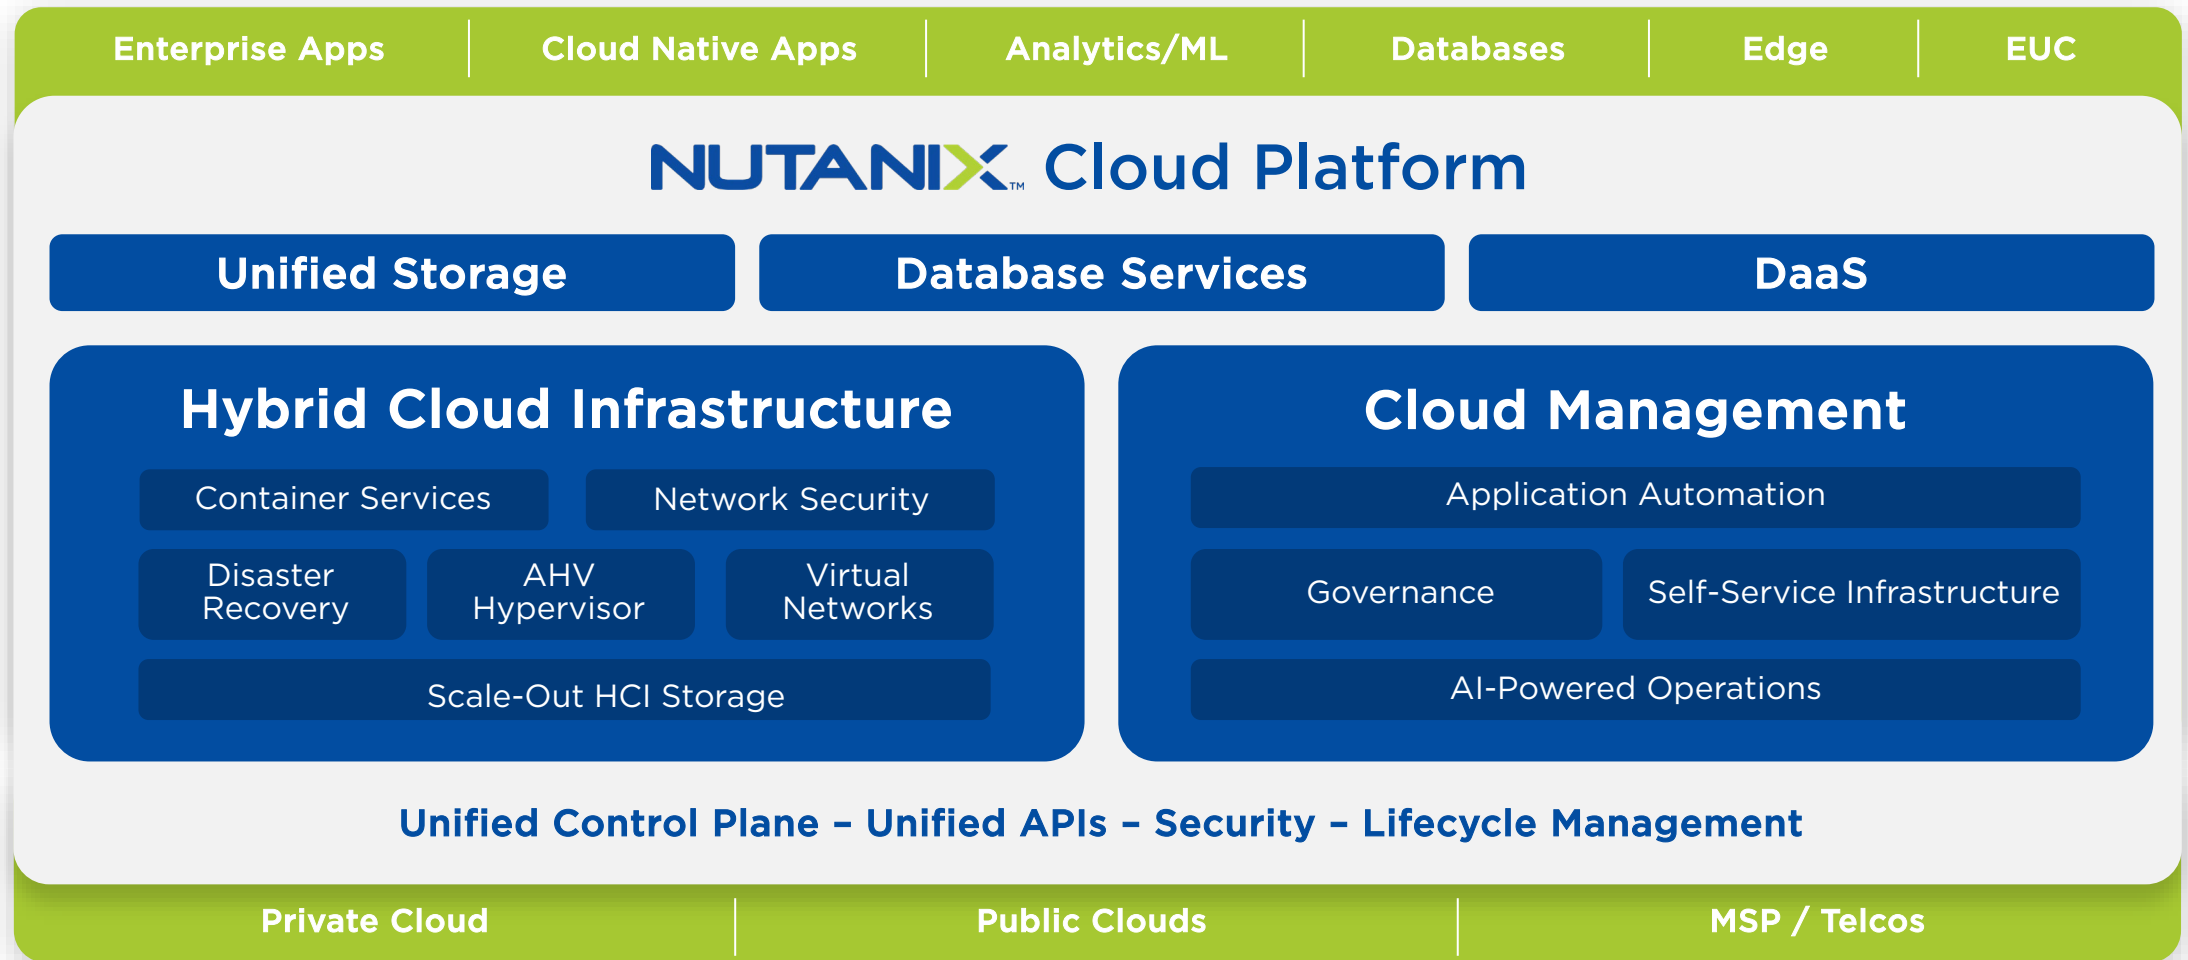 Enterprise Apps
Cloud Native Apps
Analytics/ML
Databases
Edge
EUC
NUTANIX™ Cloud Platform
Unified Storage
Database Services
DaaS
Hybrid Cloud Infrastructure
Container Services
Network Security
Disaster
Recovery
AHV
Hypervisor
Virtual
Networks
Scale-Out HCI Storage
Cloud Management
Application Automation
Governance
Self-Service Infrastructure
AI-Powered Operations
Unified Control Plane – Unified APIs – Security – Lifecycle Management
Private Cloud
Public Clouds
MSP / Telcos